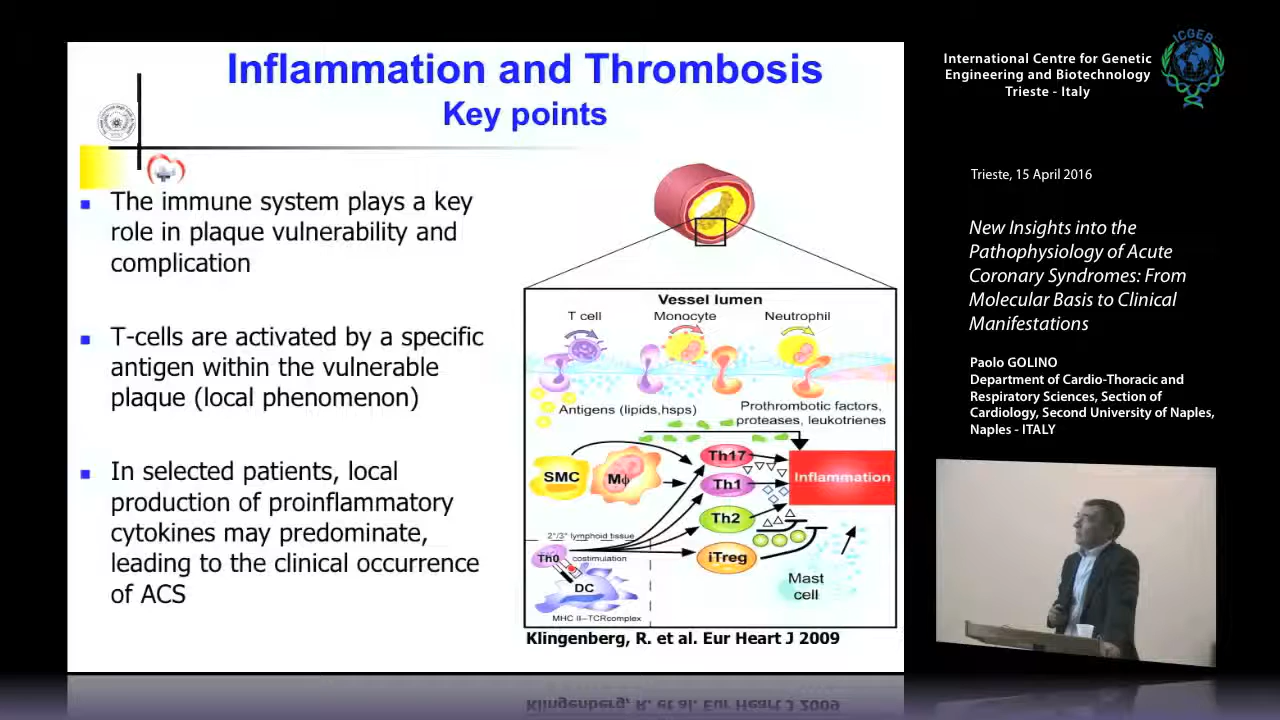 Inflammation and Thrombosis
Key points
The immune system plays a key
role in plaque vulnerability and
complication
T-cells are activated by a specific
antigen within the vulnerable
plaque (local phenomenon)
In selected patients, local
production of proinflammatory
cytokines may predominate,
leading to the clinical occurrence
of ACS
Vessel lumen
T cell
Monocyte
Neutrophil
Antigens (lipids,hsps)
Prothrombotic factors,
proteases, leukotrienes
SMC
Mϕ
Th17
Th1
Th2
iTreg
Inflammation
2°/3° lymphoid tissue
Th0
costimulation
DC
MHC II–TCRcomplex
Mast
cell
Klingenberg, R. et al. Eur Heart J 2009
ICGEB
International Centre for Genetic
Engineering and Biotechnology
Trieste - Italy
Trieste, 15 April 2016
New Insights into the
Pathophysiology of Acute
Coronary Syndromes: From
Molecular Basis to Clinical
Manifestations
Paolo GOLINO
Department of Cardio-Thoracic and
Respiratory Sciences, Section of
Cardiology, Second University of Naples,
Naples - ITALY